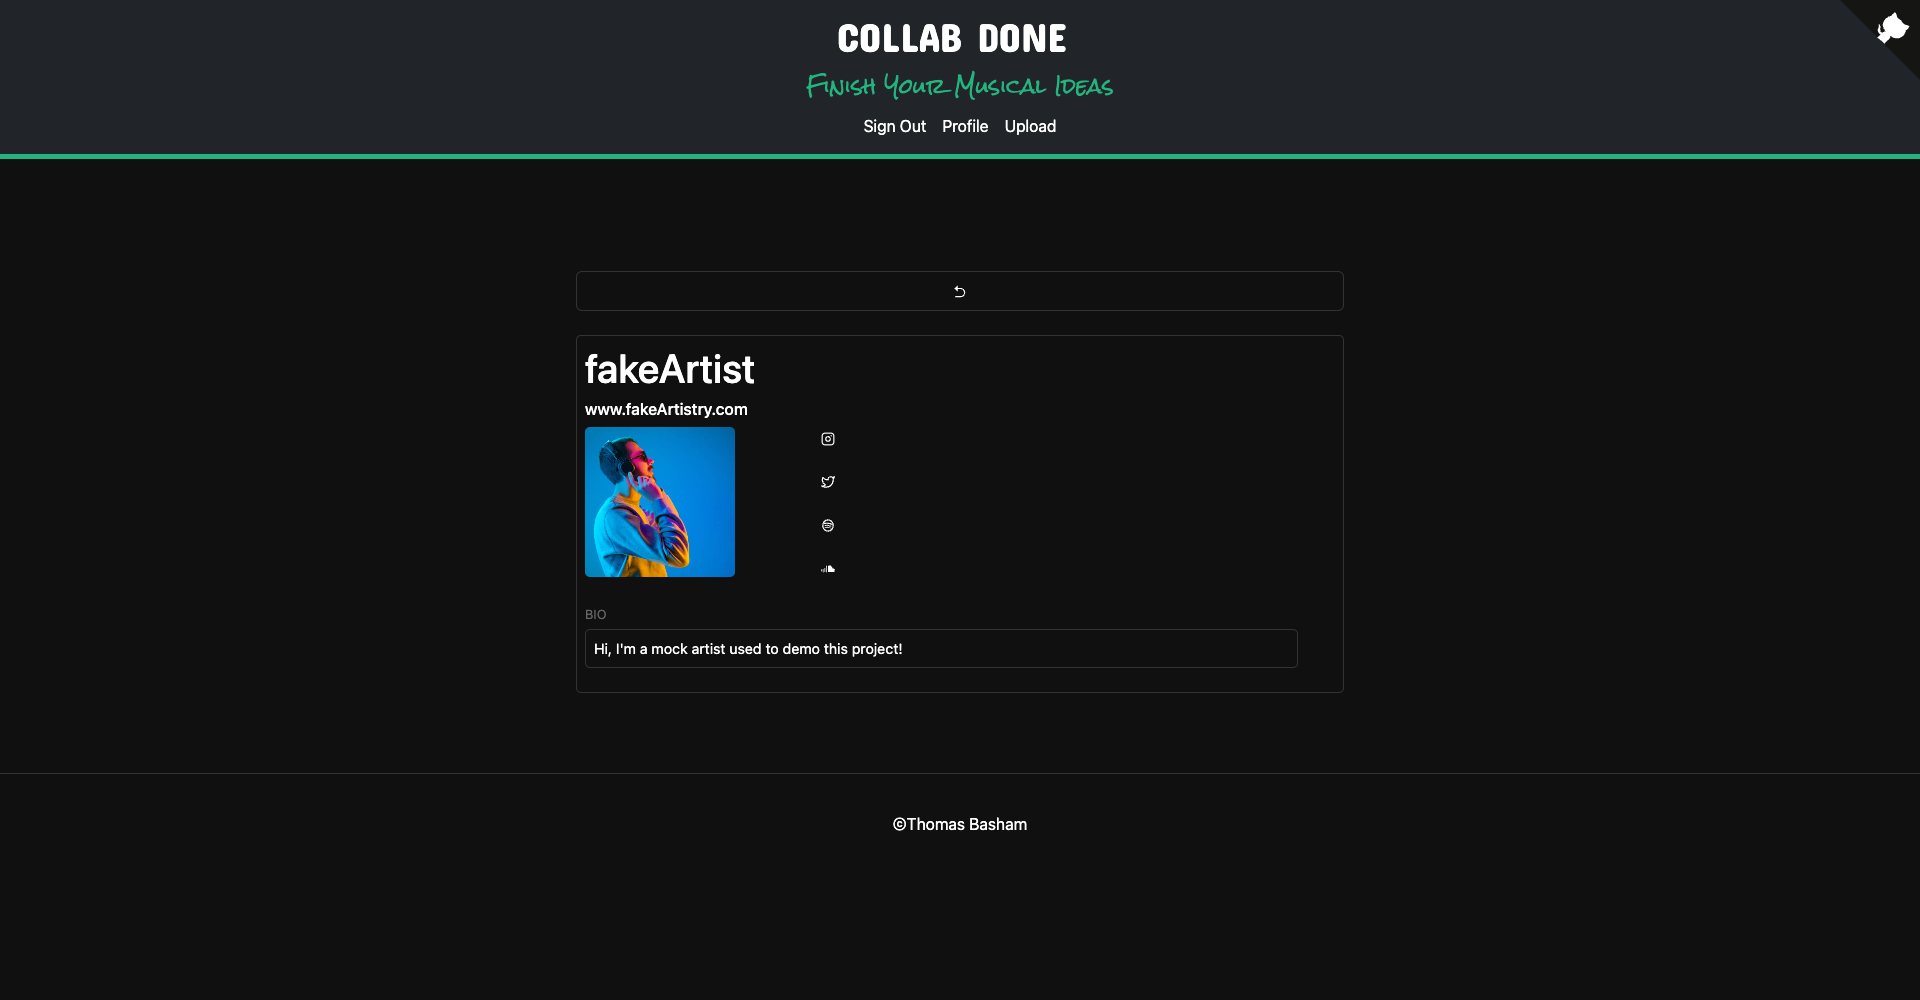 COLLAB DONE
Finish Your Musical Ideas
Sign Out Profile Upload
fakeArtist
www.fakeArtistry.com
BIO
Hi, I'm a mock artist used to demo this project!
©Thomas Basham